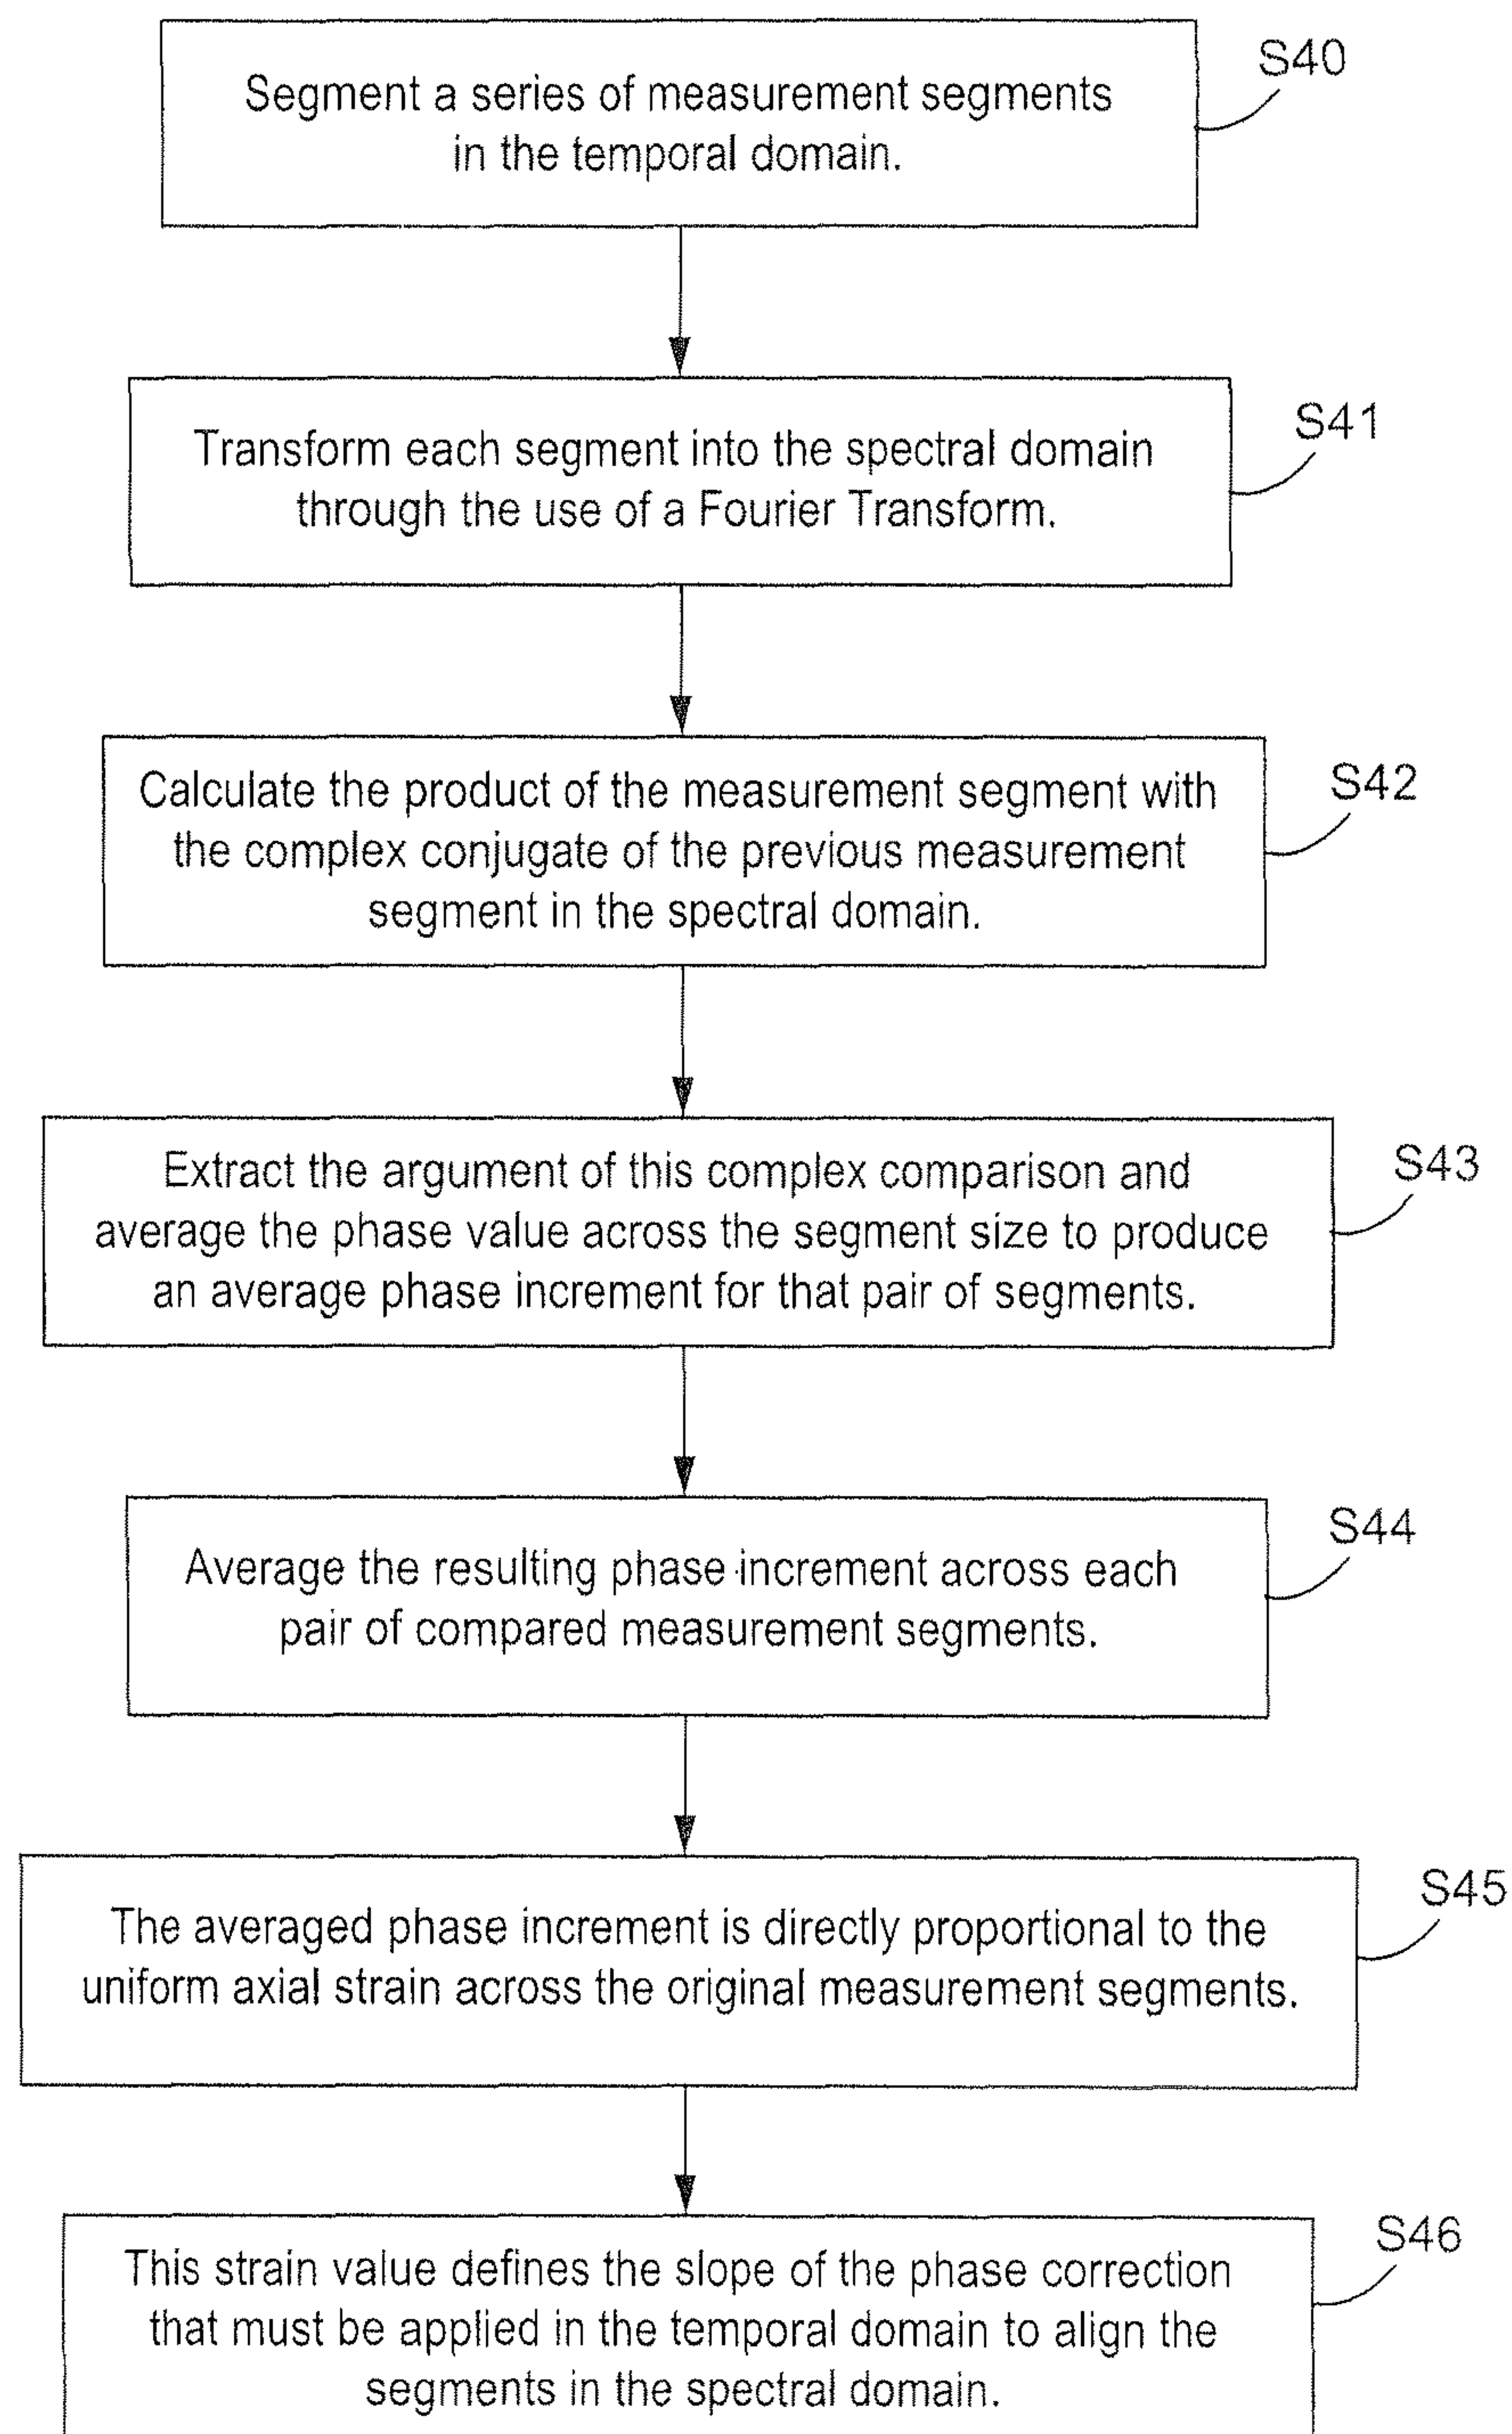 S40
Segment a series of measurement segments
in the temporal domain.
S41
Transform each segment into the spectral domain
through the use of a Fourier Transform.
S42
Calculate the product of the measurement segment with
the complex conjugate of the previous measurement
segment in the spectral domain.
S43
Extract the argument of this complex comparison and
average the phase value across the segment size to produce
an average phase increment for that pair of segments.
S44
Average the resulting phase increment across each
pair of compared measurement segments.
S45
The averaged phase increment is directly proportional to the
uniform axial strain across the original measurement segments.
S46
This strain value defines the slope of the phase correction
that must be applied in the temporal domain to align the
segments in the spectral domain.